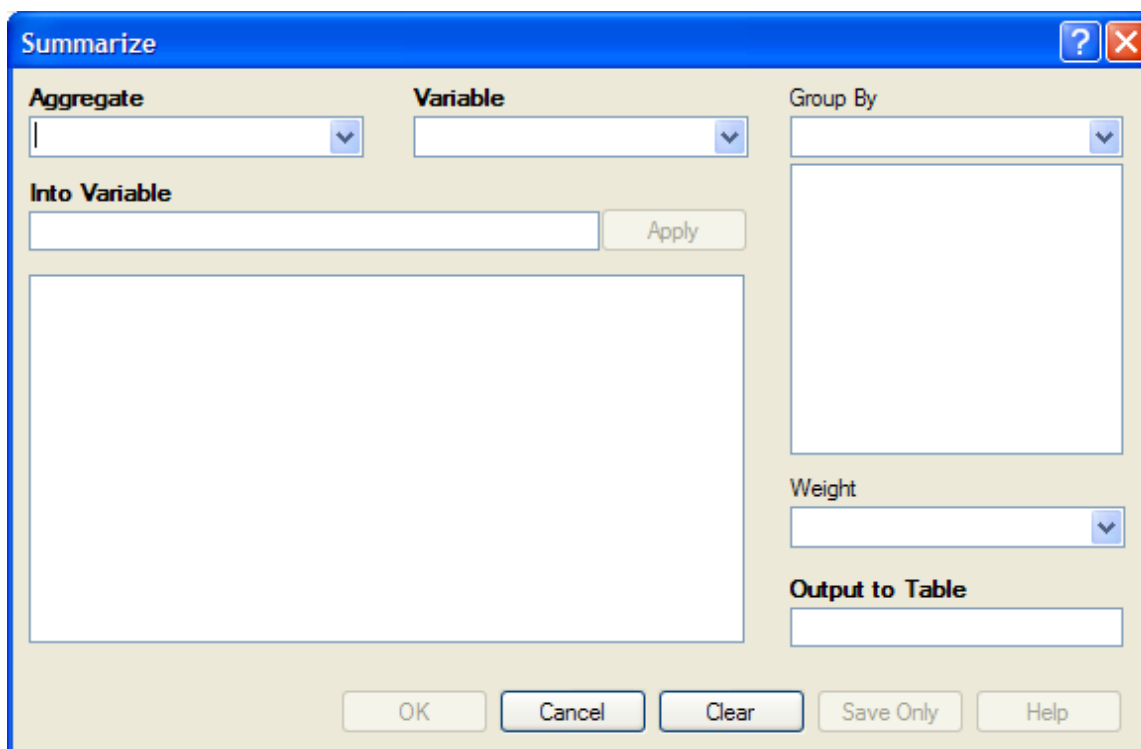 Summarize
?
Aggregate Variable Group By
Into Variable
Apply
Weight
Output to Table
OK Cancel Clear Save Only Help